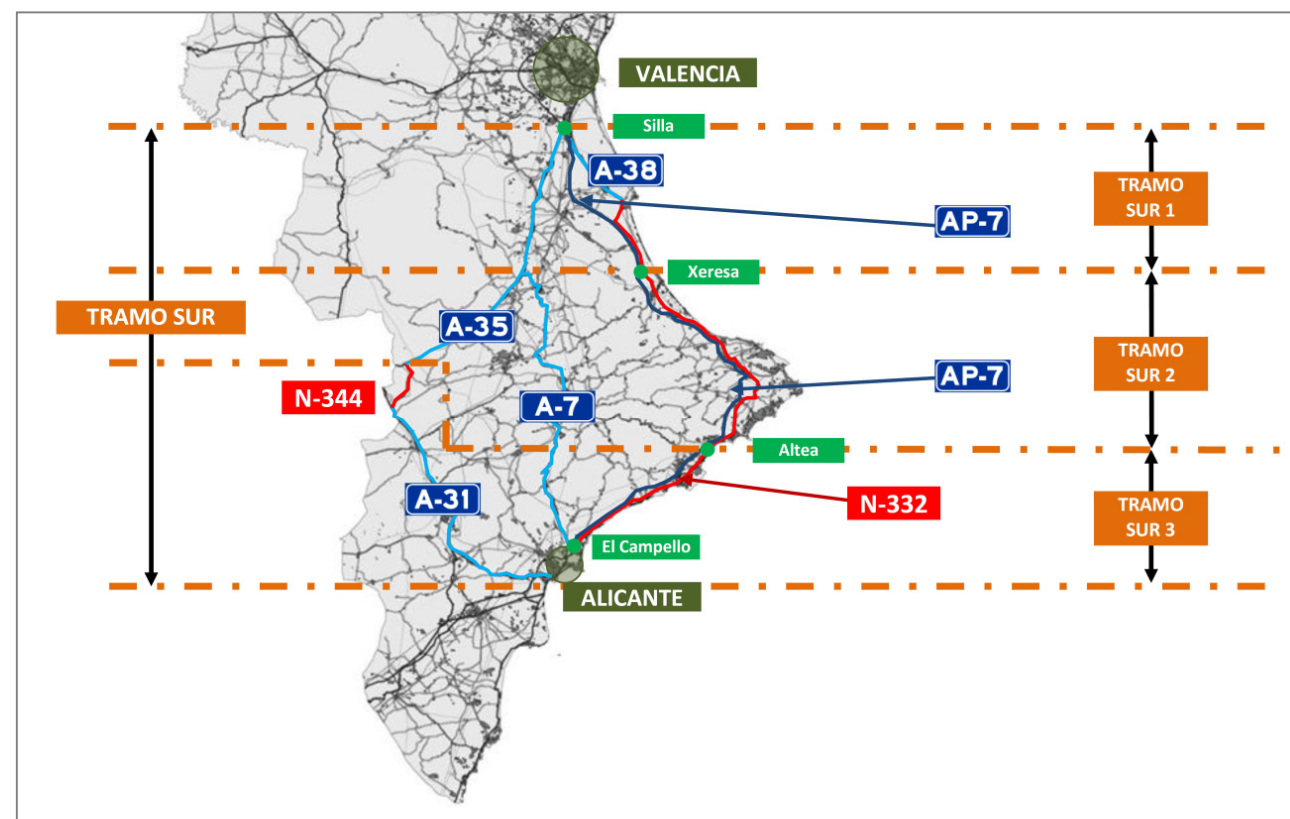 VALENCIA
Silla
A-38
TRAMO
SUR 1
AP-7
Xeresa
TRAMO SUR
A-35
TRAMO
SUR 2
AP-7
N-344
A-7
Altea
A-31
N-332
TRAMO
SUR 3
El Campello
ALICANTE